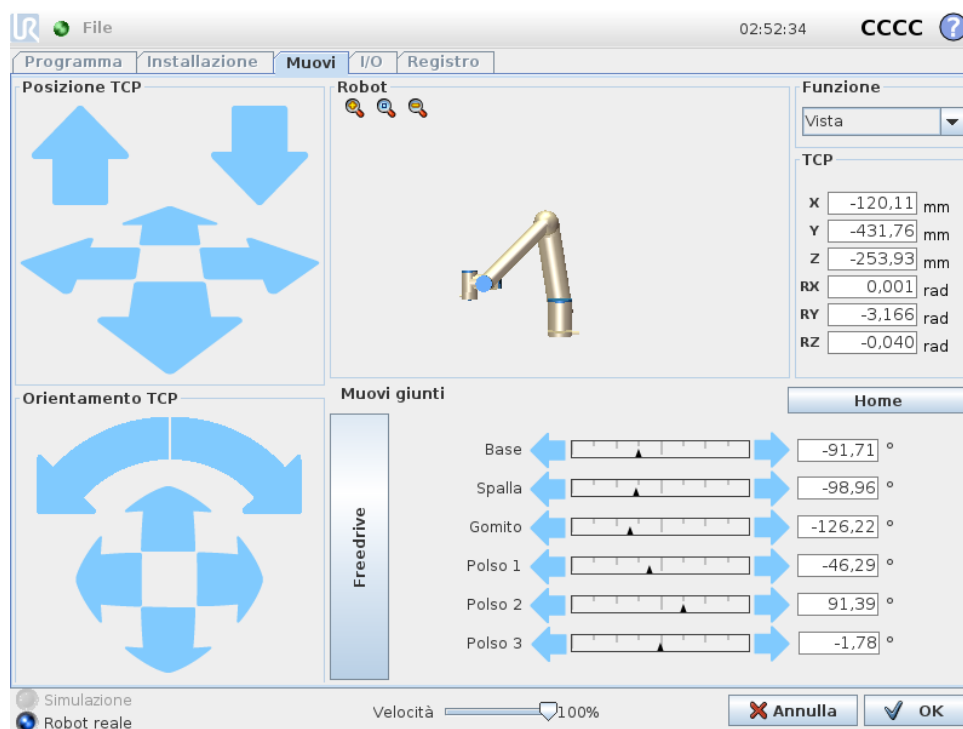 UR File 02:52:34 CCCC ?
Programma Installazione Muovi I/O Registro
Posizione TCP
Robot
Funzione
Vista
TCP
X -120,11 mm
Y -431,76 mm
Z -253,93 mm
RX 0,001 rad
RY -3,166 rad
RZ -0,040 rad
Orientamento TCP
Muovi giunti
Home
Freedrive
Base -91,71 °
Spalla -98,96 °
Gomito -126,22 °
Polso 1 -46,29 °
Polso 2 91,39 °
Polso 3 -1,78 °
Simulazione
Robot reale
Velocità 100%
Annulla OK